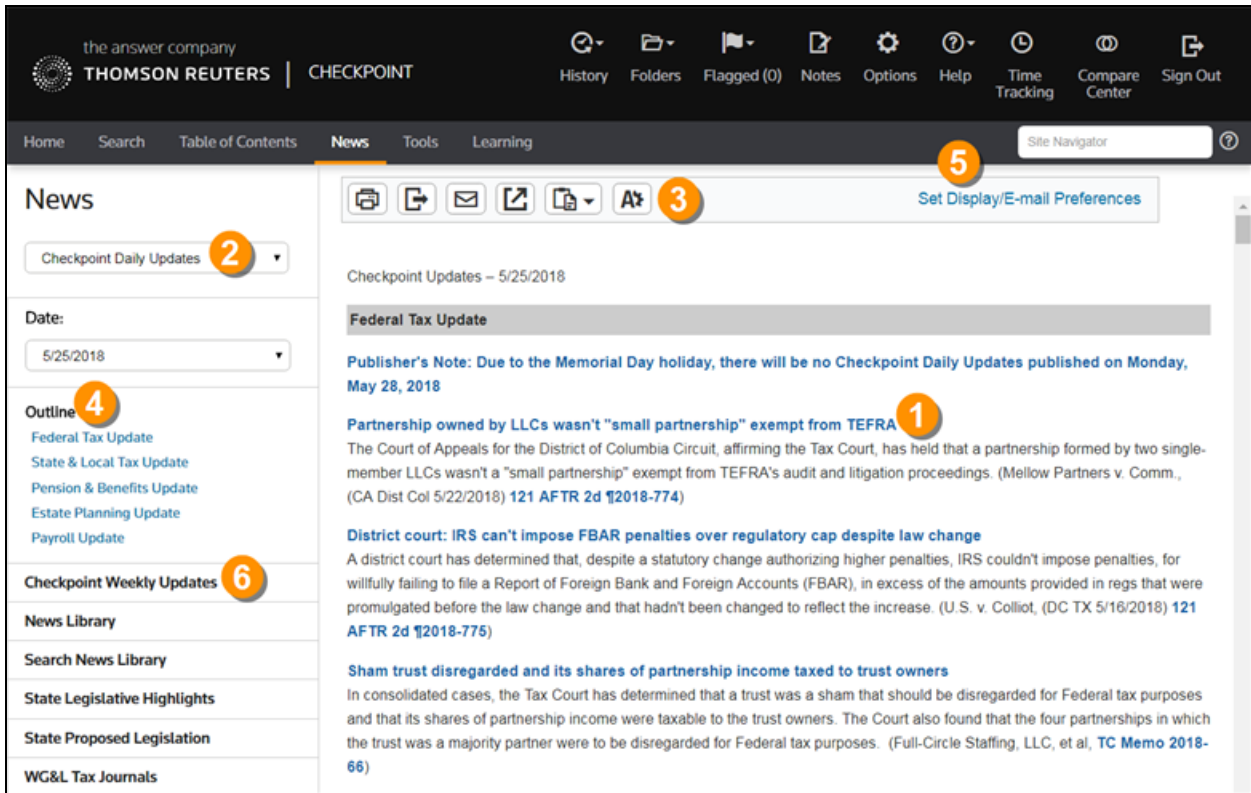 the answer company
THOMSON REUTERS | CHECKPOINT
History
Folders
Flagged (0)
Notes
Options
Help
Time
Tracking
Compare
Center
Sign Out
Home
Search
Table of Contents
News
Tools
Learning
Site Navigator
5
News
3
Set Display/E-mail Preferences
Checkpoint Daily Updates
2
Date:
5/25/2018
Outline
4
Federal Tax Update
State & Local Tax Update
Pension & Benefits Update
Estate Planning Update
Payroll Update
Checkpoint Weekly Updates
6
News Library
Search News Library
State Legislative Highlights
State Proposed Legislation
WG&L Tax Journals
Checkpoint Updates – 5/25/2018
Federal Tax Update
Publisher's Note: Due to the Memorial Day holiday, there will be no Checkpoint Daily Updates published on Monday,
May 28, 2018
Partnership owned by LLCs wasn't "small partnership" exempt from TEFRA
1
The Court of Appeals for the District of Columbia Circuit, affirming the Tax Court, has held that a partnership formed by two single-
member LLCs wasn't a "small partnership" exempt from TEFRA's audit and litigation proceedings. (Mellow Partners v. Comm.,
(CA Dist Col 5/22/2018) 121 AFTR 2d ¶2018-774)
District court: IRS can't impose FBAR penalties over regulatory cap despite law change
A district court has determined that, despite a statutory change authorizing higher penalties, IRS couldn't impose penalties, for
willfully failing to file a Report of Foreign Bank and Foreign Accounts (FBAR), in excess of the amounts provided in regs that were
promulgated before the law change and that hadn't been changed to reflect the increase. (U.S. v. Colliot, (DC TX 5/16/2018) 121
AFTR 2d ¶2018-775)
Sham trust disregarded and its shares of partnership income taxed to trust owners
In consolidated cases, the Tax Court has determined that a trust was a sham that should be disregarded for Federal tax purposes
and that its shares of partnership income were taxable to the trust owners. The Court also found that the four partnerships in which
the trust was a majority partner were to be disregarded for Federal tax purposes. (Full-Circle Staffing, LLC, et al, TC Memo 2018-
66)